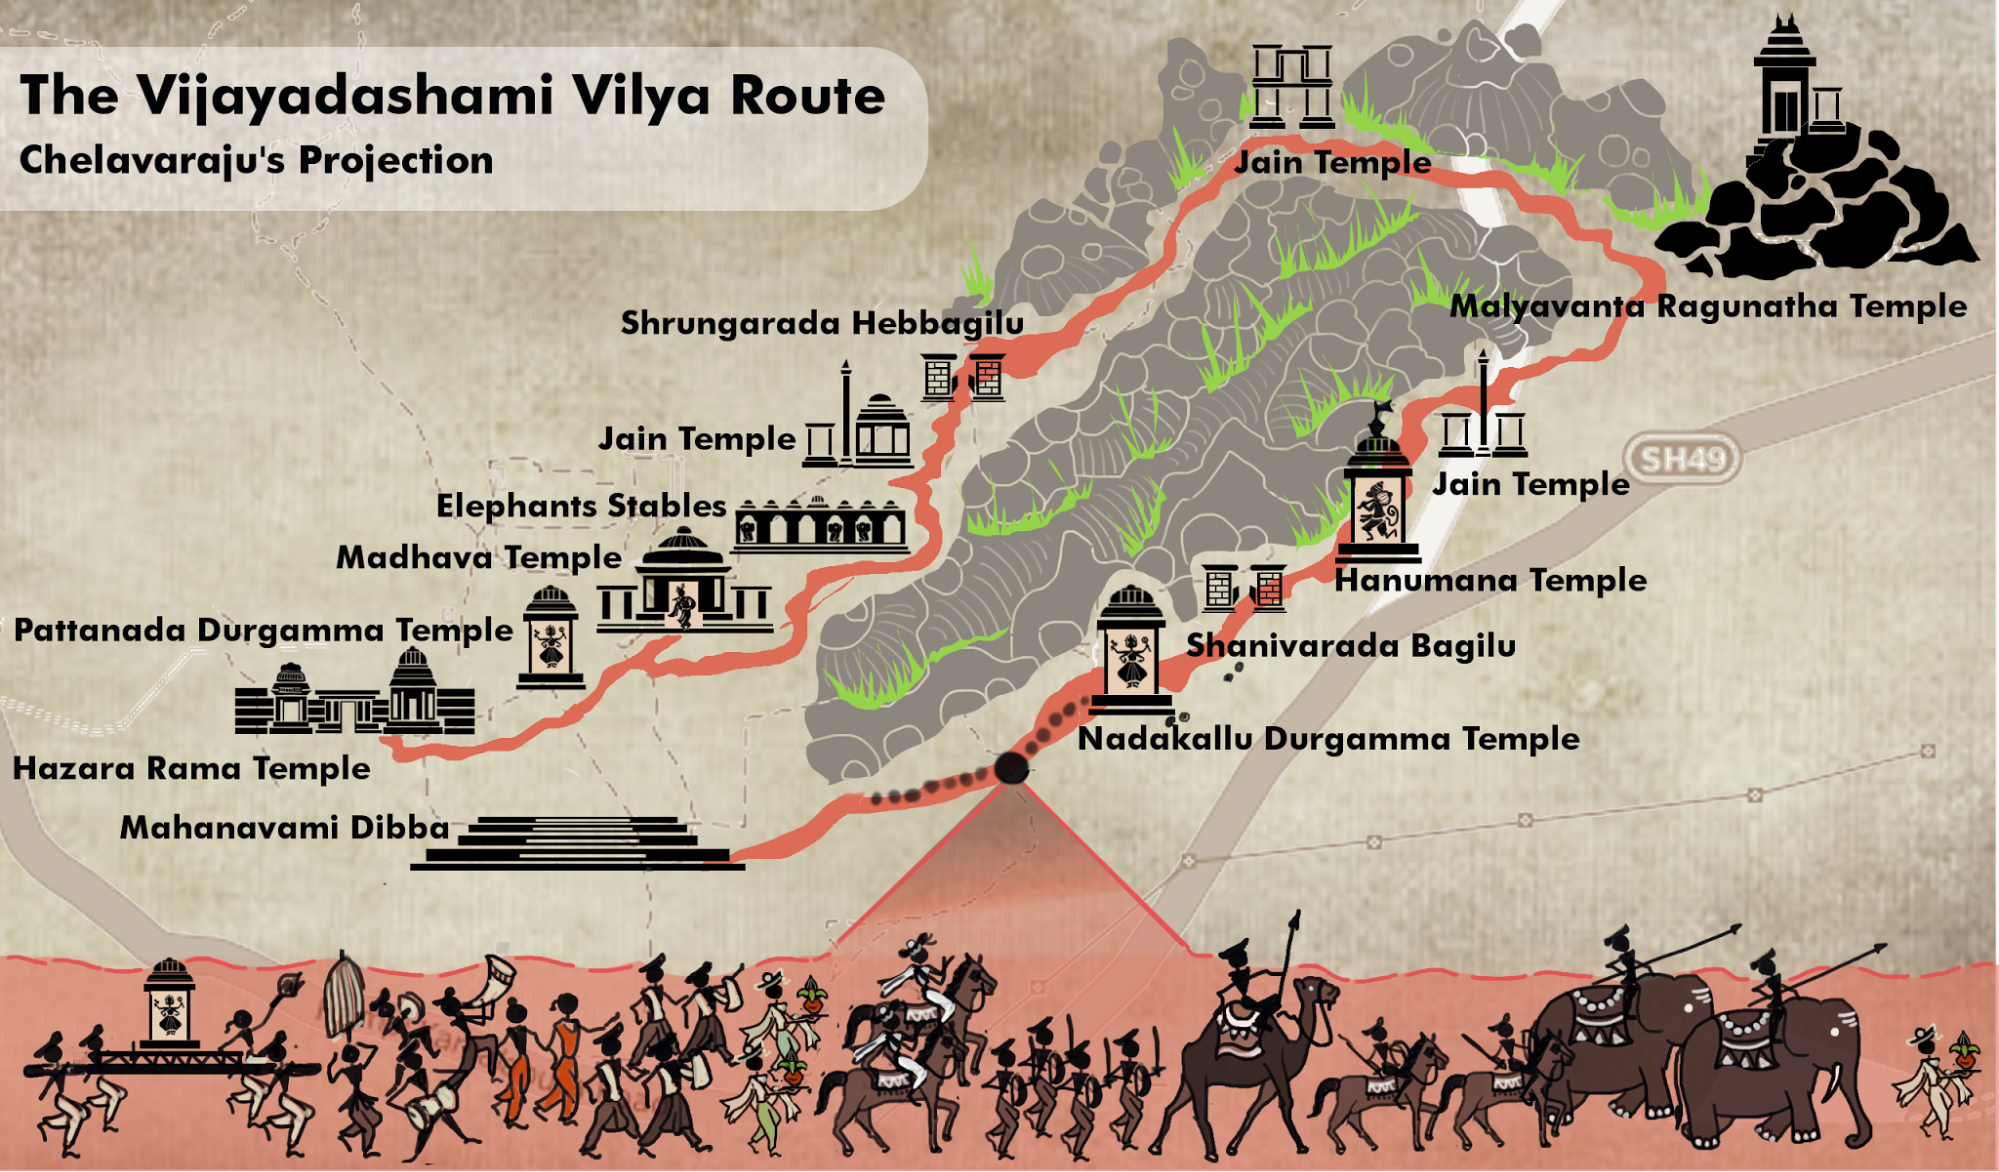 The Vijayadashami Vilya Route
Chelavaraju's Projection
Jain Temple
Malyavanta Ragunatha Temple
Shrungarada Hebbagilu
Jain Temple
SH49
Jain Temple
Elephants Stables
Madhava Temple
Hanumana Temple
Pattanada Durgamma Temple
Shanivarada Bagilu
Nadakallu Durgamma Temple
Hazara Rama Temple
Mahanavami Dibba